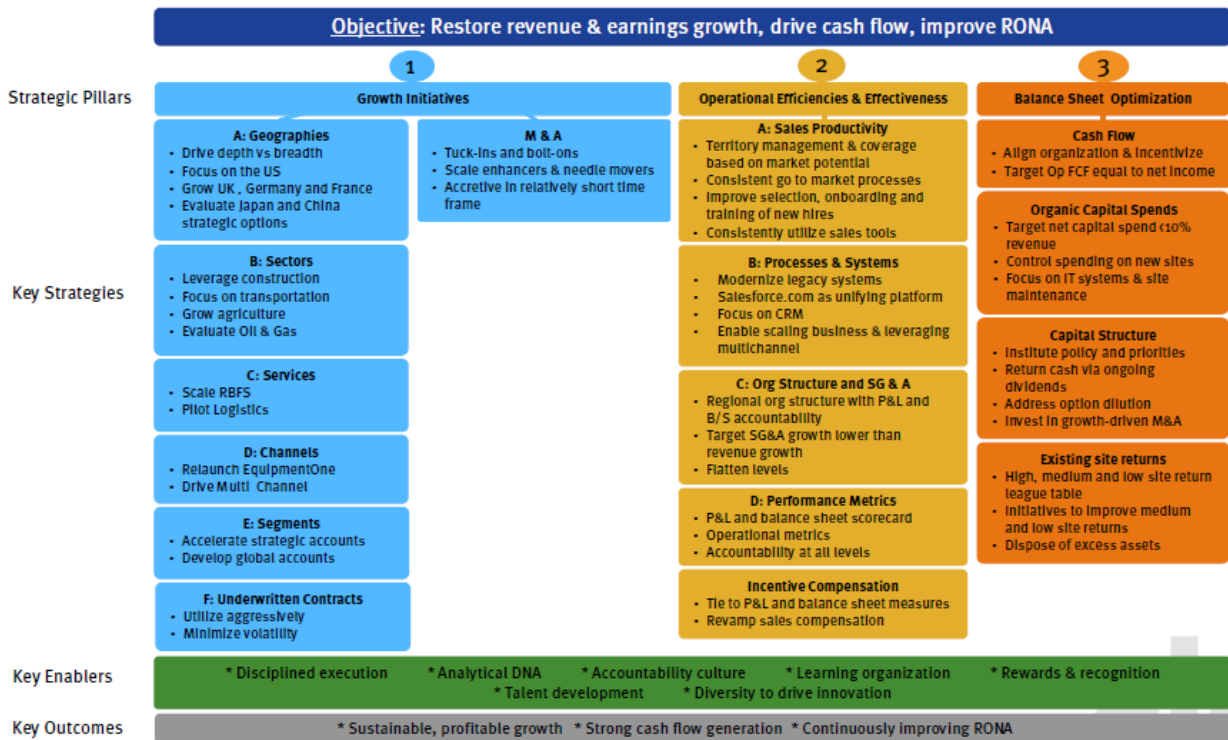 Objective: Restore revenue & earnings growth, drive cash flow, improve RONA
1
2
3
Strategic Pillars
Growth Initiatives
Operational Efficiencies & Effectiveness
Balance Sheet Optimization
Key Strategies
A: Geographies
• Drive depth vs breadth
• Focus on the US
• Grow UK , Germany and France
• Evaluate Japan and China
strategic options
B: Sectors
• Leverage construction
• Focus on transportation
• Grow agriculture
• Evaluate Oil & Gas
C: Services
• Scale RBFS
• Pilot Logistics
D: Channels
• Relaunch EquipmentOne
• Drive Multi Channel
E: Segments
• Accelerate strategic accounts
• Develop global accounts
F: Underwritten Contracts
• Utilize aggressively
• Minimize volatility
M & A
• Tuck-ins and bolt-ons
• Scale enhancers & needle movers
• Accretive in relatively short time
frame
A: Sales Productivity
• Territory management & coverage
based on market potential
• Consistent go to market processes
• Improve selection, onboarding and
training of new hires
• Consistently utilize sales tools
B: Processes & Systems
• Modernize legacy systems
• Salesforce.com as unifying platform
• Focus on CRM
• Enable scaling business & leveraging
multichannel
C: Org Structure and SG & A
• Regional org structure with P&L and
B/S accountability
• Target SG&A growth lower than
revenue growth
• Flatten levels
D: Performance Metrics
• P&L and balance sheet scorecard
• Operational metrics
• Accountability at all levels
Incentive Compensation
• Tie to P&L and balance sheet measures
• Revamp sales compensation
Cash Flow
• Align organization & incentivize
• Target Op FCF equal to net income
Organic Capital Spends
• Target net capital spend <10%
revenue
• Control spending on new sites
• Focus on IT systems & site
maintenance
Capital Structure
• Institute policy and priorities
• Return cash via ongoing
dividends
• Address option dilution
• Invest in growth-driven M&A
Existing site returns
• High, medium and low site return
league table
• Initiatives to improve medium
and low site returns
• Dispose of excess assets
Key Enablers
* Disciplined execution * Analytical DNA * Accountability culture * Learning organization * Rewards & recognition
* Talent development * Diversity to drive innovation
Key Outcomes
* Sustainable, profitable growth * Strong cash flow generation * Continuously improving RONA